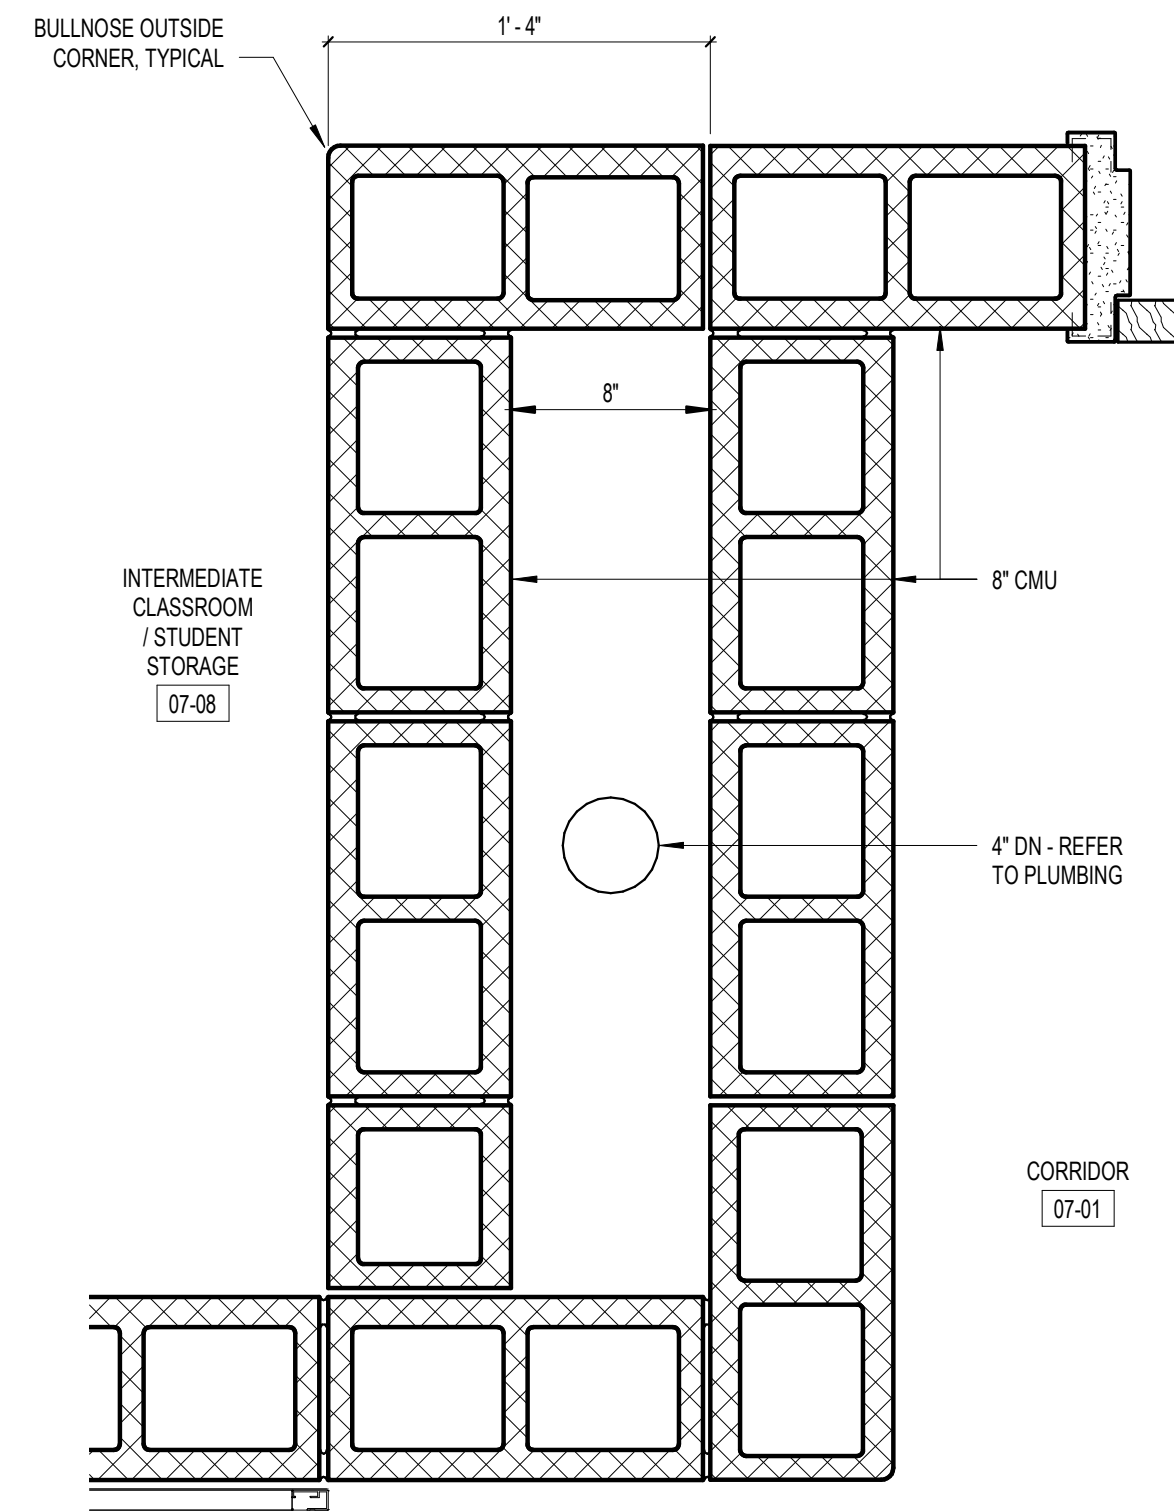 BULLNOSE OUTSIDE
CORNER, TYPICAL
1' - 4"
8"
INTERMEDIATE
CLASSROOM
/ STUDENT
STORAGE
07-08
8" CMU
4" DN - REFER
TO PLUMBING
CORRIDOR
07-01